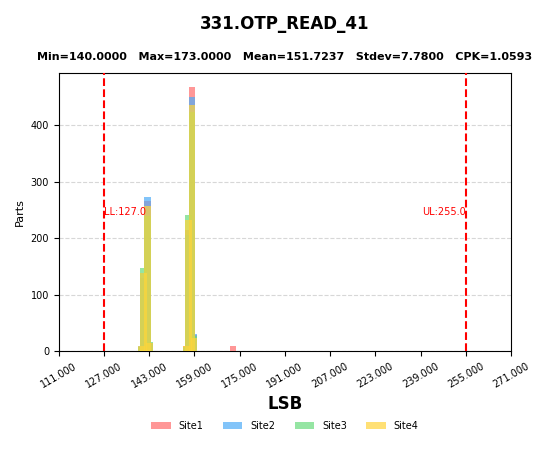 331.OTP_READ_41
Min=140.0000 Max=173.0000 Mean=151.7237 Stdev=7.7800 CPK=1.0593
400
300
200
100
0
Parts
LL:127.0
UL:255.0
111.000 127.000 143.000 159.000 175.000 191.000 207.000 223.000 239.000 255.000 271.000
LSB
Site1 Site2 Site3 Site4